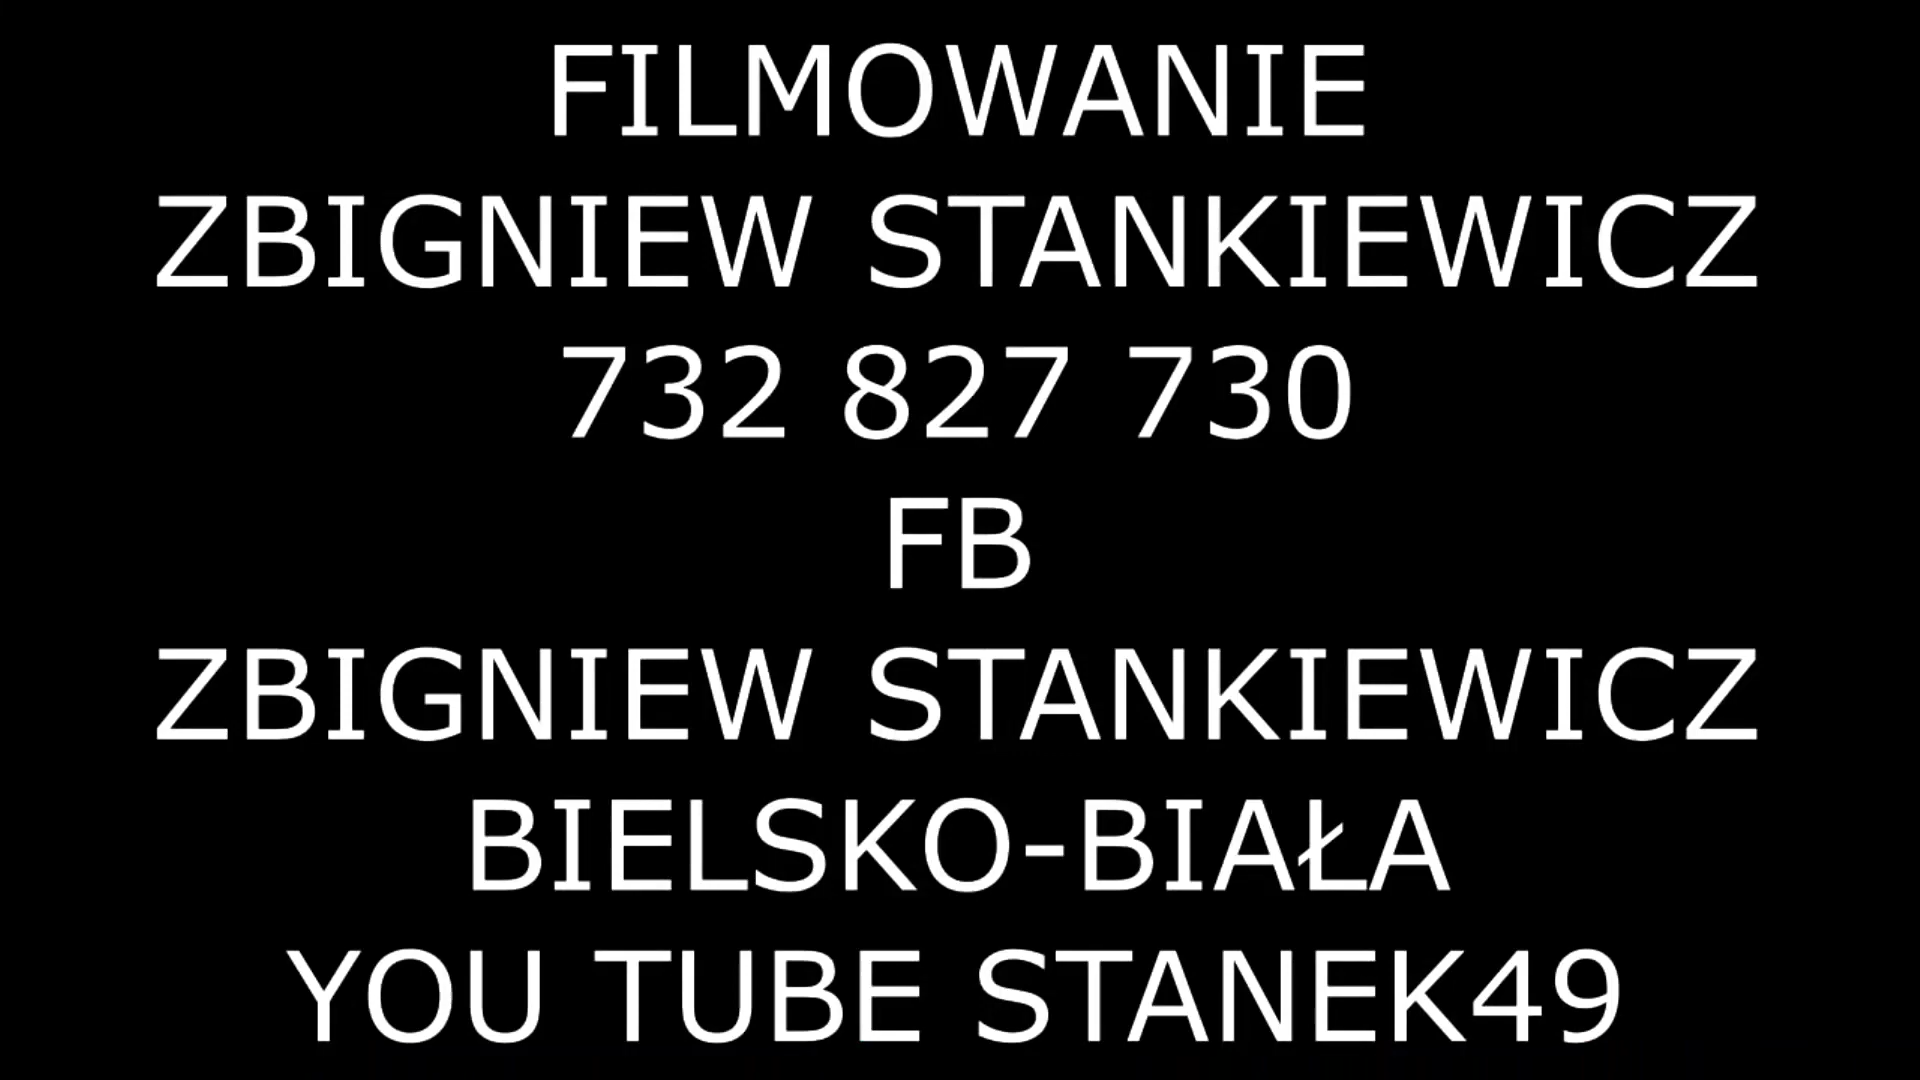 FILMOWANIE
ZBIGNIEW STANKIEWICZ
732 827 730
FB
ZBIGNIEW STANKIEWICZ
BIELSKO-BIAŁA
YOU TUBE STANEK49